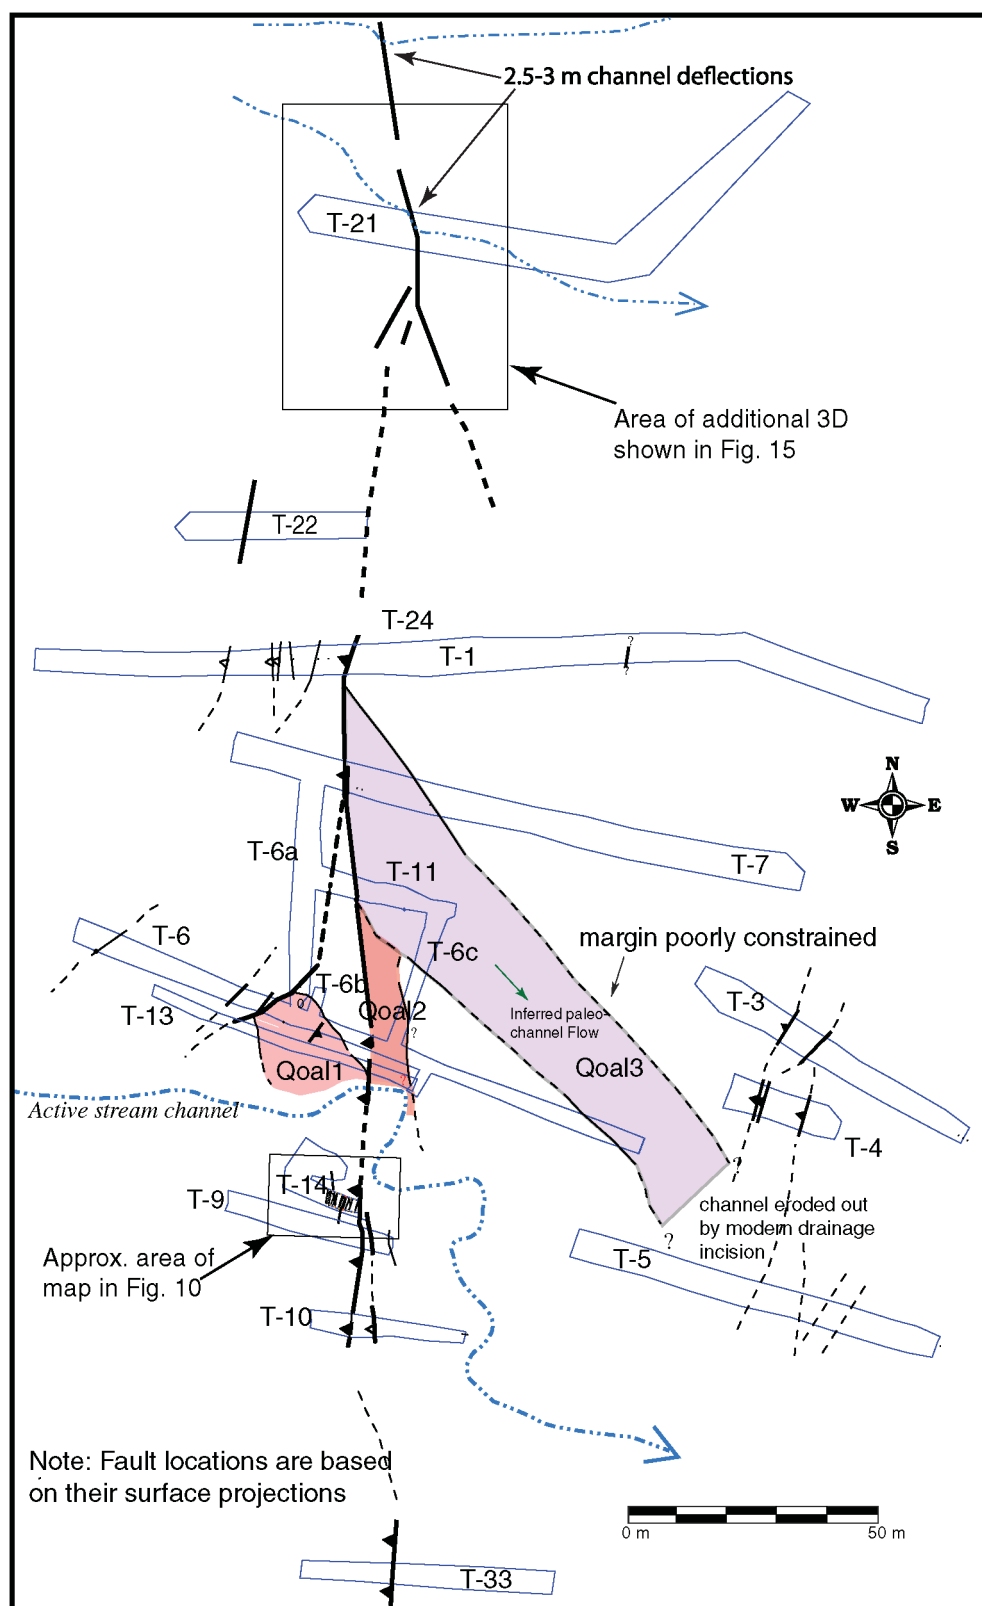 2.5-3 m channel deflections
T-21
Area of additional 3D
shown in Fig. 15
T-22
T-24
T-1
?
?
N
W E
S
T-6a
T-7
T-11
T-6
T-6c
margin poorly constrained
T-6b
T-3
T-13
Qoal2
Inferred paleo-
channel Flow
?
Qoal1
Qoal3
Active stream channel
T-4
?
T-14
T-9
channel eroded out
by modern drainage
incision
?
T-5
Approx. area of
map in Fig. 10
T-10
Note: Fault locations are based
on their surface projections
0 m 50 m
T-33